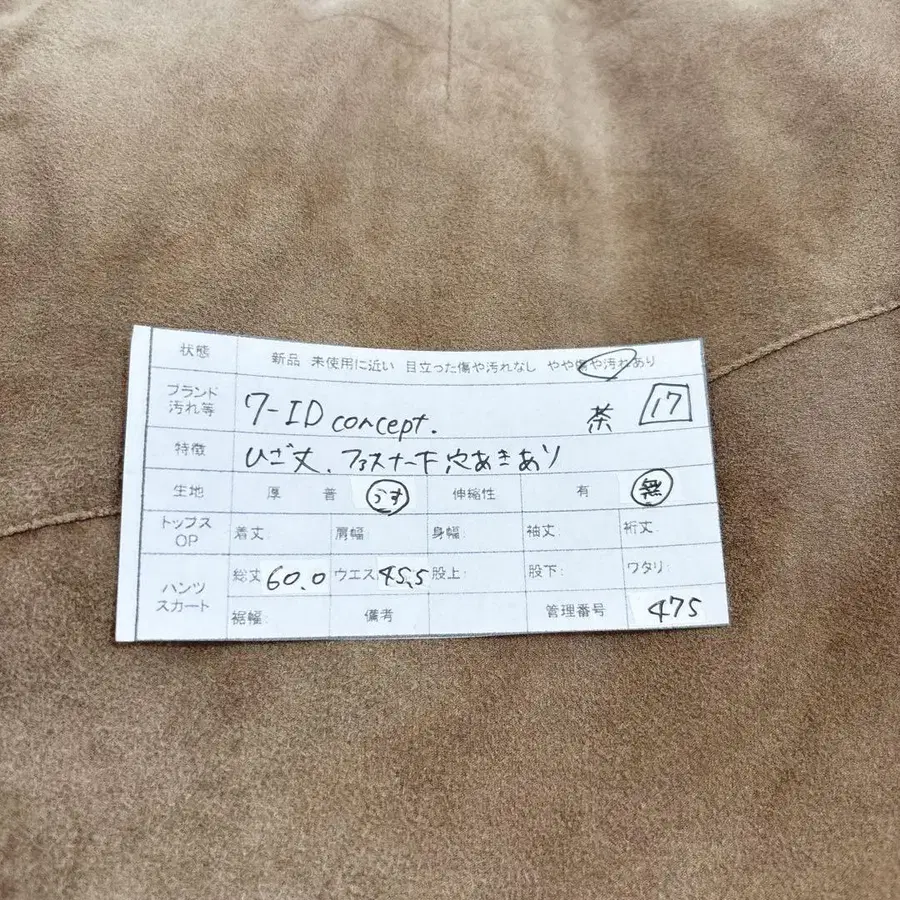 状態 新品 未使用に近い 目立った傷や汚れなし やや傷や汚れあり
ブランド 汚れ等 7-ID concept. 茶 17
特徴 ひざ丈、ファスナー下穴あきあり
生地 厚 普 うす 伸縮性 有 無
トップス OP 着丈: 肩幅: 身幅: 袖丈: 裄丈:
パンツ スカート 総丈 60.0 ウエス 45.5 股上: 股下: ワタリ:
裾幅: 備考 管理番号 475